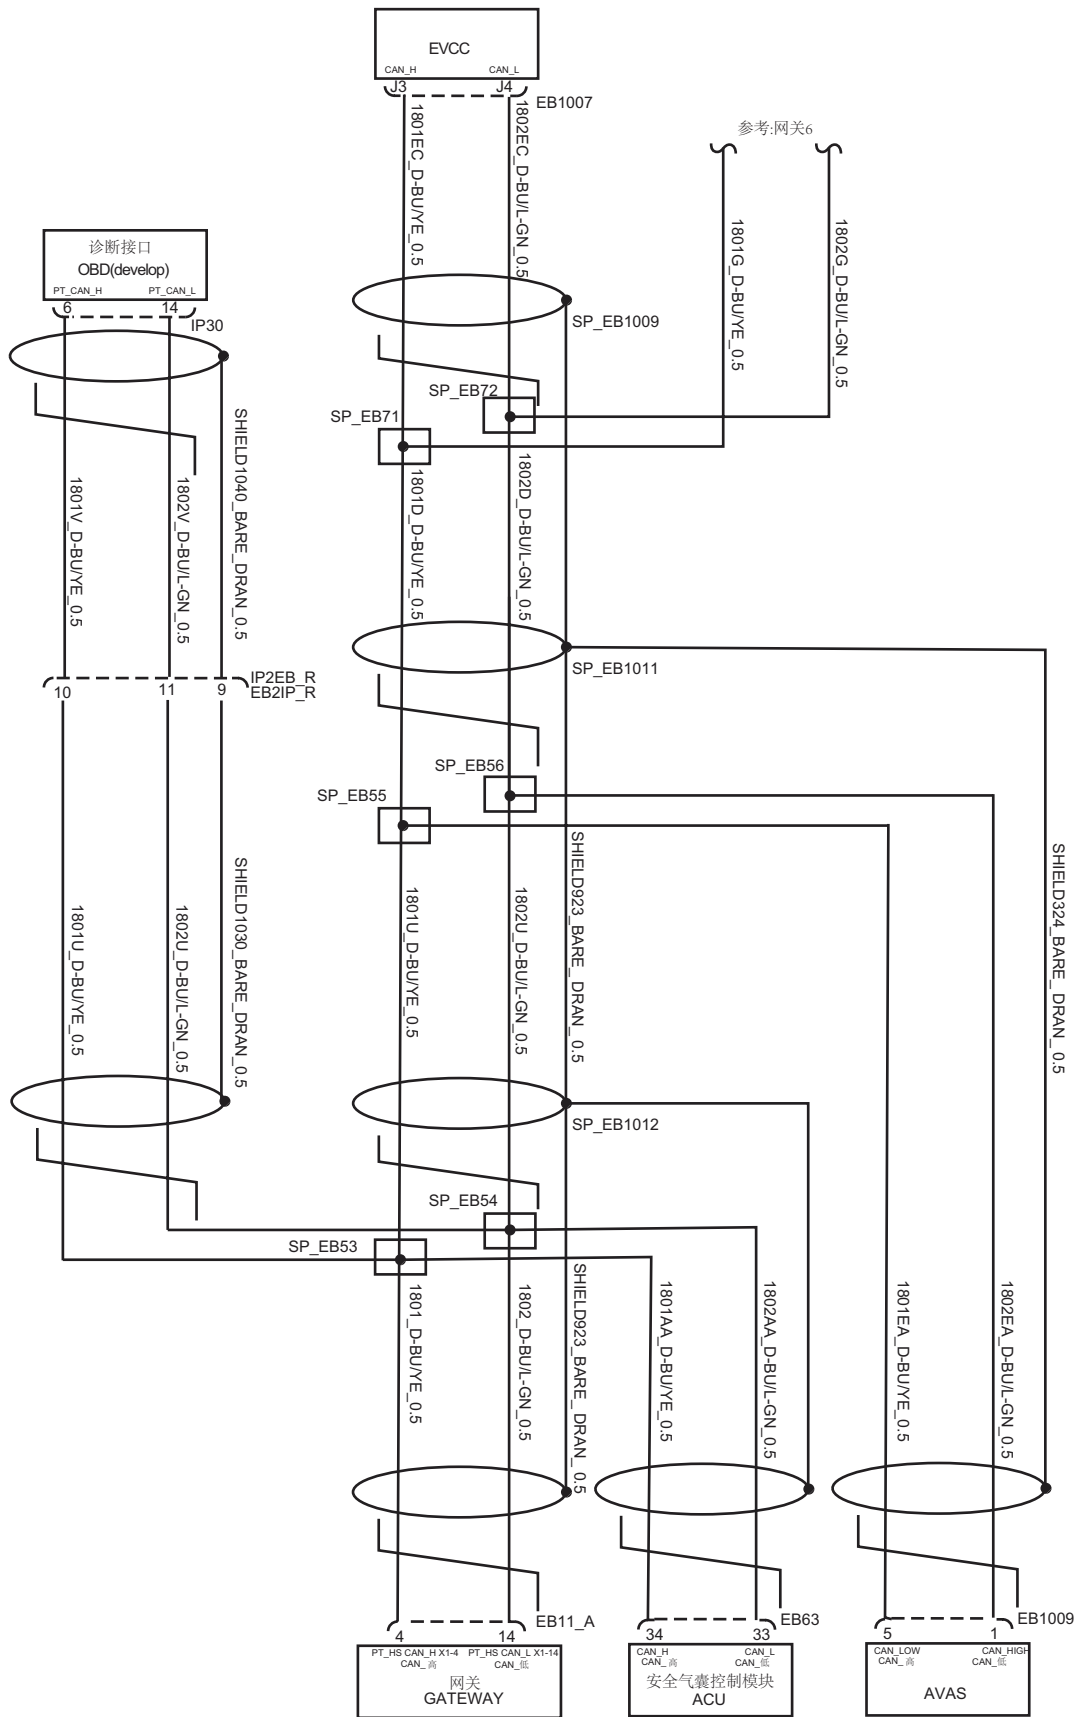 EVCC
CAN_H CAN_L
J3 J4
EB1007
1801EC_D-BU/YE_0.5
1802EC_D-BU/L-GN_0.5
参考:网关6
1801G_D-BU/YE_0.5
1802G_D-BU/L-GN_0.5
诊断接口
OBD(develop)
PT_CAN_H PT_CAN_L
6 14
IP30
SP_EB1009
SP_EB72
SP_EB71
1801V_D-BU/YE_0.5
1802V_D-BU/L-GN_0.5
SHIELD1040_BARE_DRAN_0.5
1801D_D-BU/YE_0.5
1802D_D-BU/L-GN_0.5
SP_EB1011
IP2EB_R
EB2IP_R
10 11 9
SP_EB56
SP_EB55
1801U_D-BU/YE_0.5
1802U_D-BU/L-GN_0.5
SHIELD1030_BARE_DRAN_0.5
1801U_D-BU/YE_0.5
1802U_D-BU/L-GN_0.5
SHIELD923_BARE_ DRAN_0.5
SHIELD324_BARE_ DRAN_ 0.5
SP_EB1012
SP_EB54
SP_EB53
1801_D-BU/YE_0.5
1802_D-BU/L-GN_0.5
SHIELD923_BARE_ DRAN_ 0.5
1801AA_D-BU/YE_0.5
1802AA_D-BU/L-GN_0.5
1801EA_D-BU/YE_0.5
1802EA_D-BU/L-GN_0.5
EB11_A
EB63
EB1009
4 14
34 33
5 1
PT_HS CAN_H X1-4 PT_HS CAN_L X1-14
CAN_高 CAN_低
网关
GATEWAY
CAN_H CAN_L
CAN_高 CAN_低
安全气囊控制模块
ACU
CAN_LOW CAN_HIGH
CAN_高 CAN_低
AVAS